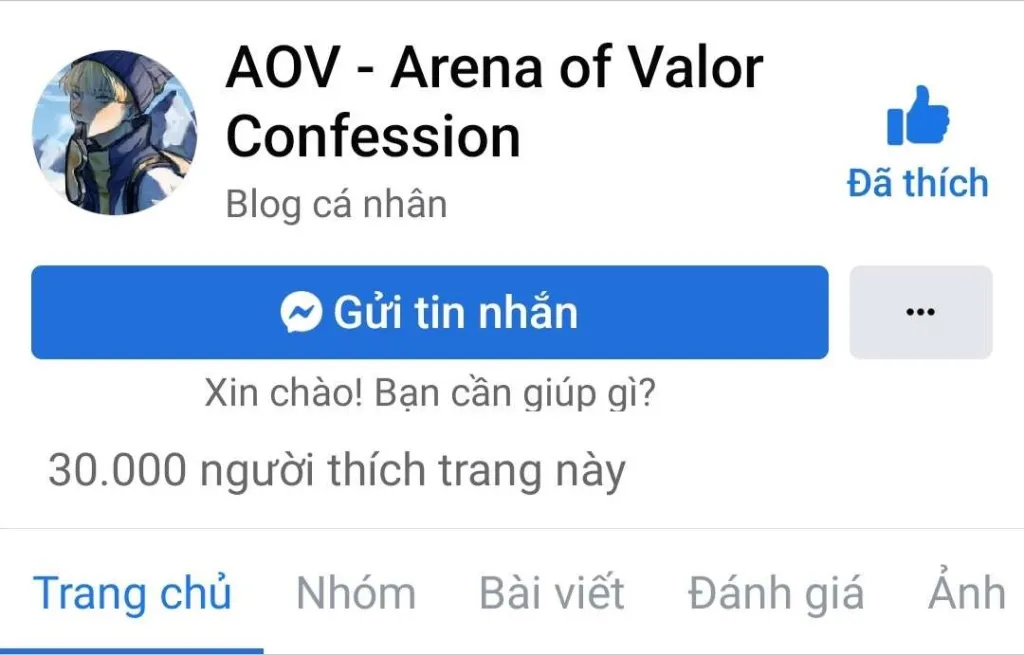 AOV - Arena of Valor
Confession
Blog cá nhân
Đã thích
Gửi tin nhắn
...
Xin chào! Bạn cần giúp gì?
30.000 người thích trang này
Trang chủ Nhóm Bài viết Đánh giá Ảnh